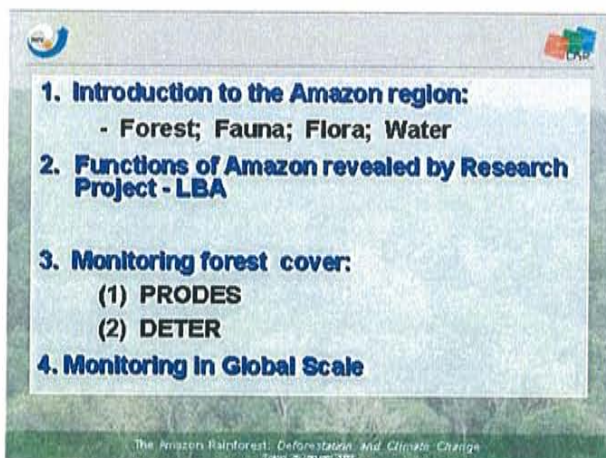 1. Introduction to the Amazon region:
- Forest; Fauna; Flora; Water
2. Functions of Amazon revealed by Research
Project - LBA
3. Monitoring forest cover:
(1) PRODES
(2) DETER
4. Monitoring in Global Scale
The Amazon Rainforest: Deforestation and Climate Change